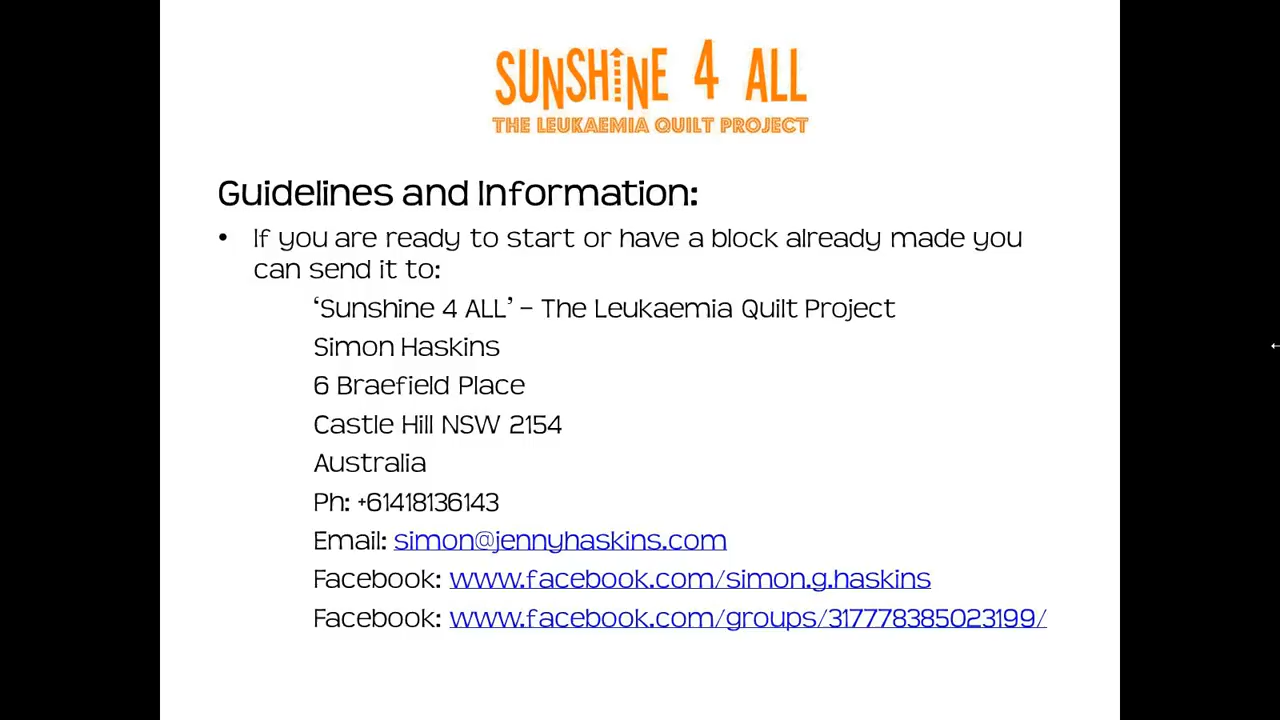 SUNSHINE 4 ALL
THE LEUKAEMIA QUILT PROJECT
Guidelines and Information:
• If you are ready to start or have a block already made you
can send it to:
‘Sunshine 4 ALL’ – The Leukaemia Quilt Project
Simon Haskins
6 Braefield Place
Castle Hill NSW 2154
Australia
Ph: +61418136143
Email: simon@jennyhaskins.com
Facebook: www.facebook.com/simon.g.haskins
Facebook: www.facebook.com/groups/317778385023199/